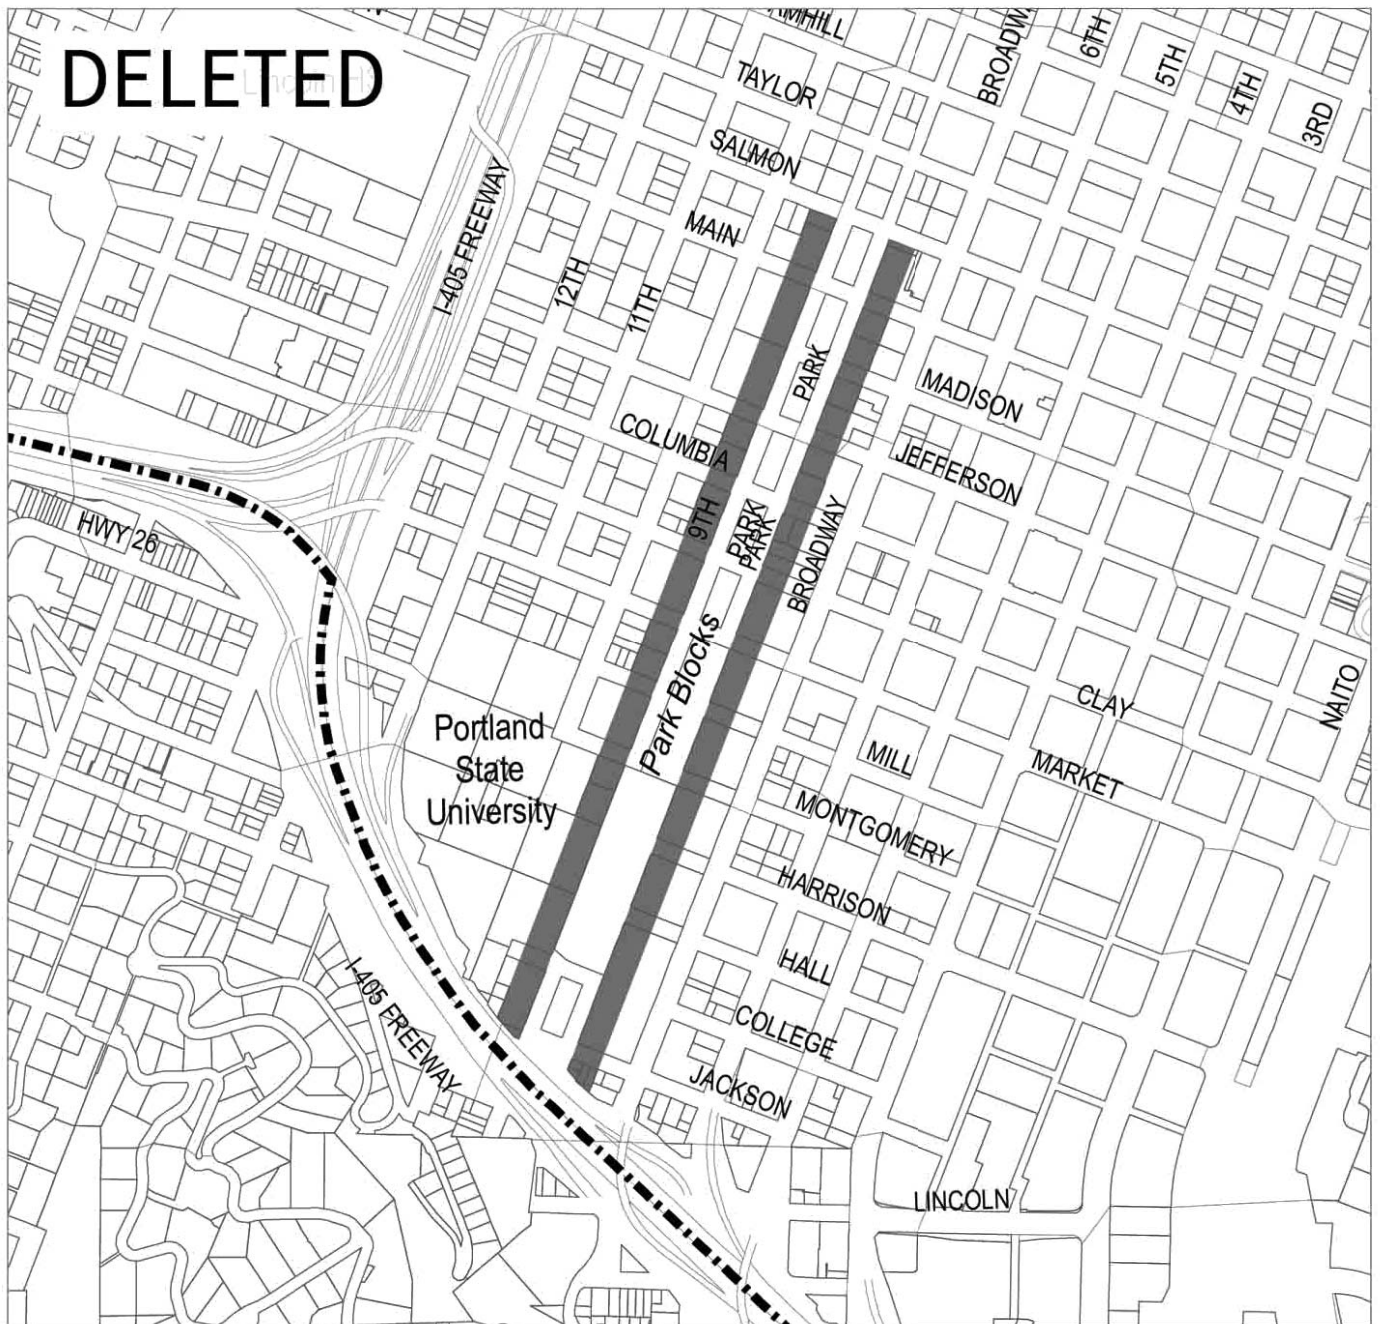 DELETED
TAYLOR
SALMON
MAIN
6TH
5TH
4TH
3RD
I-405 FREEWAY
12TH
11TH
PARK
MADISON
JEFFERSON
COLUMBIA
9TH
PARK
PARK
BROADWAY
HWY 26
Park Blocks
Portland
State
University
CLAY
MARKET
NAITO
MILL
MONTGOMERY
HARRISON
HALL
COLLEGE
JACKSON
I-405 FREEWAY
LINCOLN